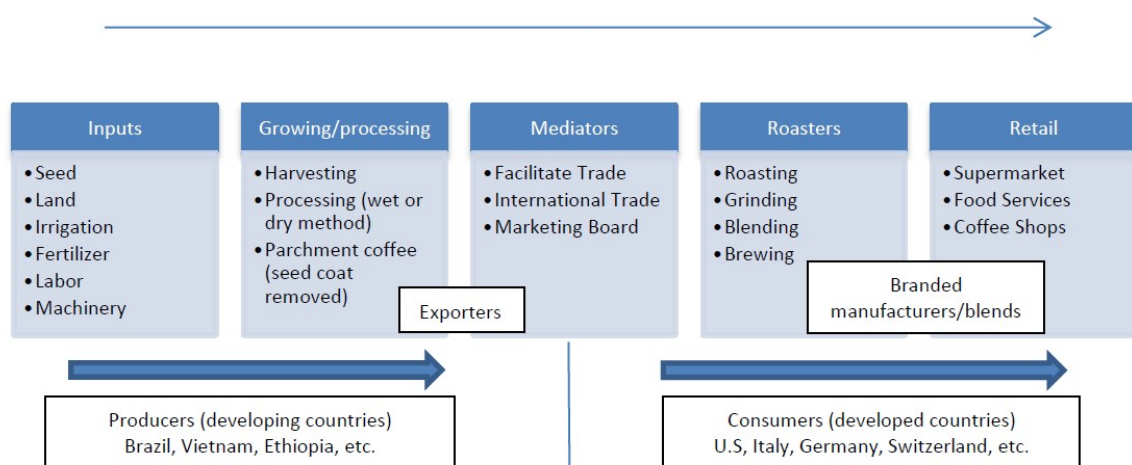 Inputs
• Seed
• Land
• Irrigation
• Fertilizer
• Labor
• Machinery
Growing/processing
• Harvesting
• Processing (wet or
dry method)
• Parchment coffee
(seed coat
removed)
Exporters
Mediators
• Facilitate Trade
• International Trade
• Marketing Board
Roasters
• Roasting
• Grinding
• Blending
• Brewing
Retail
• Supermarket
• Food Services
• Coffee Shops
Branded
manufacturers/blends
Producers (developing countries)
Brazil, Vietnam, Ethiopia, etc.
Consumers (developed countries)
U.S, Italy, Germany, Switzerland, etc.